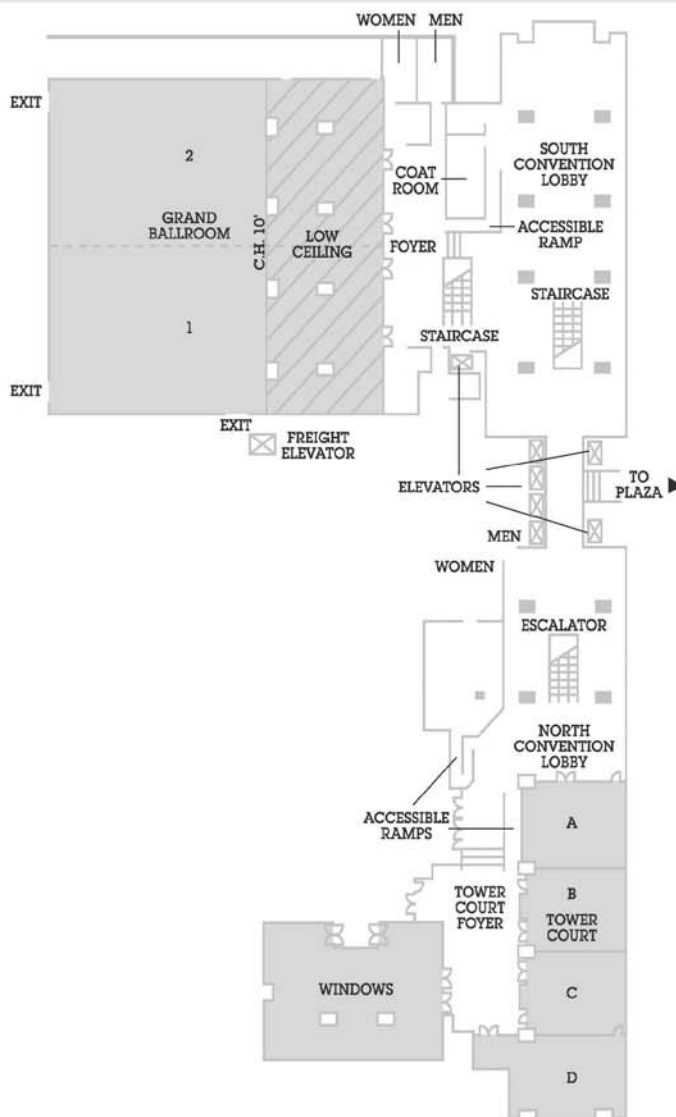 WOMEN
MEN
EXIT
2
SOUTH
CONVENTION
LOBBY
COAT
ROOM
GRAND
BALLROOM
C.H. 10'
LOW
CEILING
FOYER
ACCESSIBLE
RAMP
STAIRCASE
1
STAIRCASE
EXIT
EXIT
FREIGHT
ELEVATOR
ELEVATORS
TO
PLAZA
MEN
WOMEN
ESCALATOR
NORTH
CONVENTION
LOBBY
ACCESSIBLE
RAMPS
A
TOWER
COURT
FOYER
B
TOWER
COURT
WINDOWS
C
D